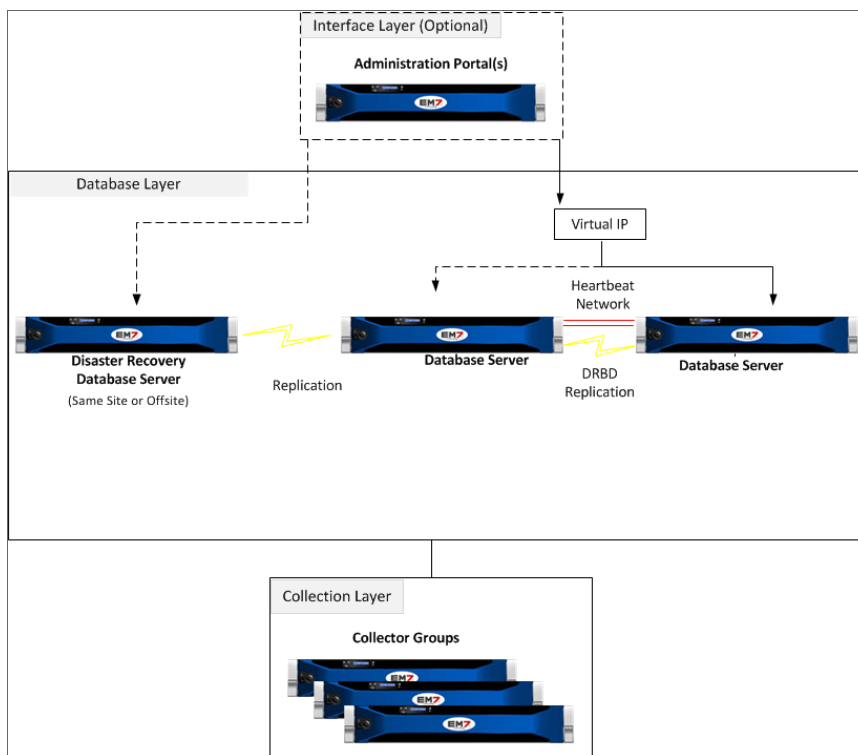 Interface Layer (Optional)
Administration Portal(s)
EM7
Database Layer
Virtual IP
Heartbeat
Network
EM7
EM7
EM7
Disaster Recovery
Database Server
(Same Site or Offsite)
Replication
Database Server
DRBD
Replication
Database Server
Collection Layer
Collector Groups
EM7
EM7
EM7